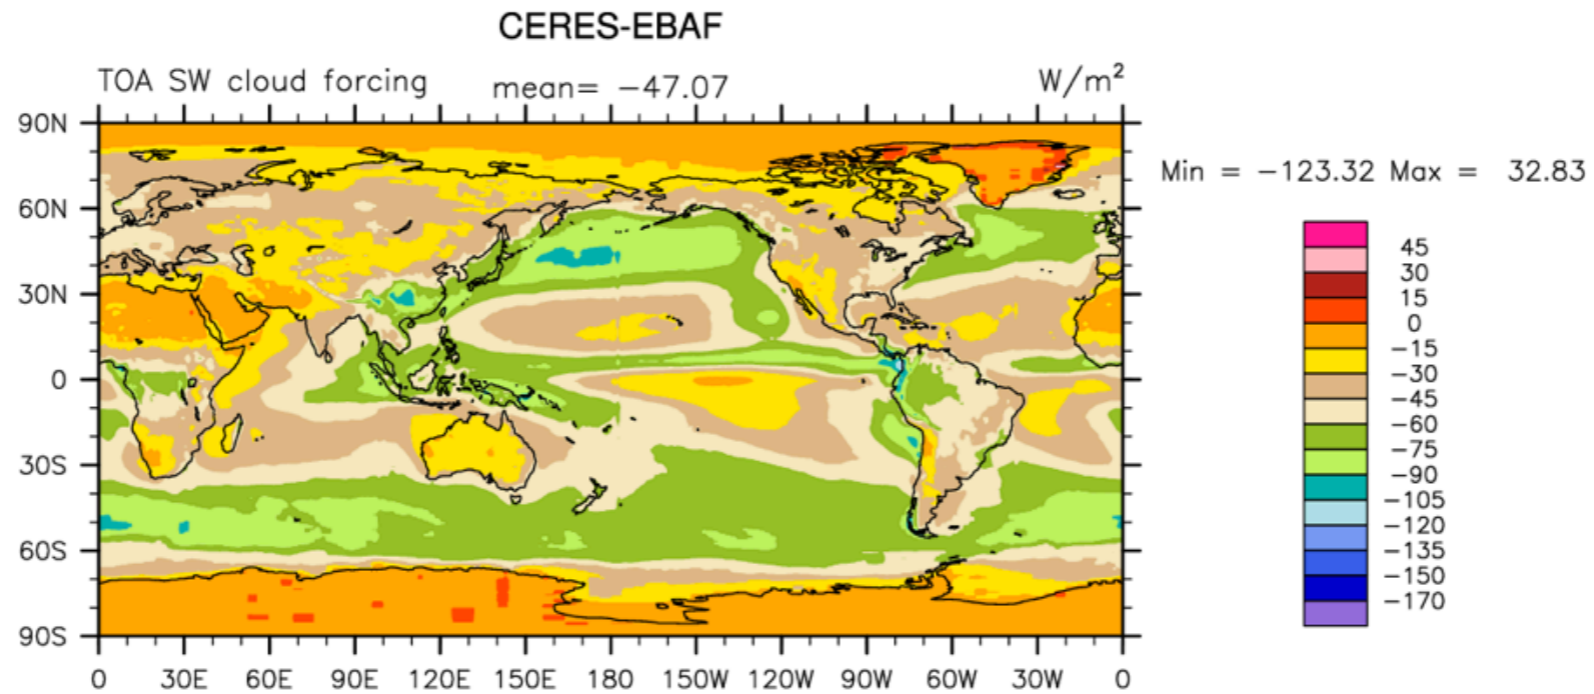 CERES-EBAF
TOA SW cloud forcing mean= −47.07 W/m²
Min = −123.32 Max = 32.83
90N
60N
30N
0
30S
60S
90S
0 30E 60E 90E 120E 150E 180 150W 120W 90W 60W 30W 0
45
30
15
0
−15
−30
−45
−60
−75
−90
−105
−120
−135
−150
−170